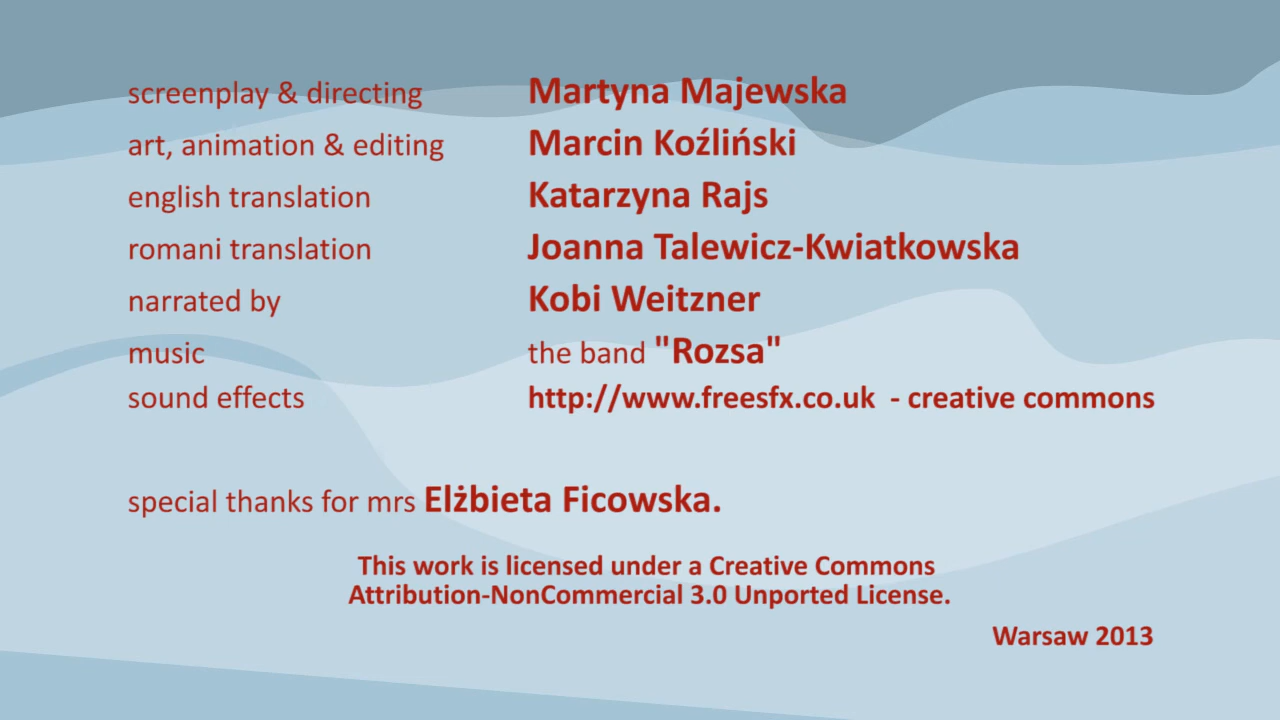 screenplay & directing Martyna Majewska
art, animation & editing Marcin Koźliński
english translation Katarzyna Rajs
romani translation Joanna Talewicz-Kwiatkowska
narrated by Kobi Weitzner
music the band "Rozsa"
sound effects http://www.freesfx.co.uk - creative commons
special thanks for mrs Elżbieta Ficowska.
This work is licensed under a Creative Commons
Attribution-NonCommercial 3.0 Unported License.
Warsaw 2013